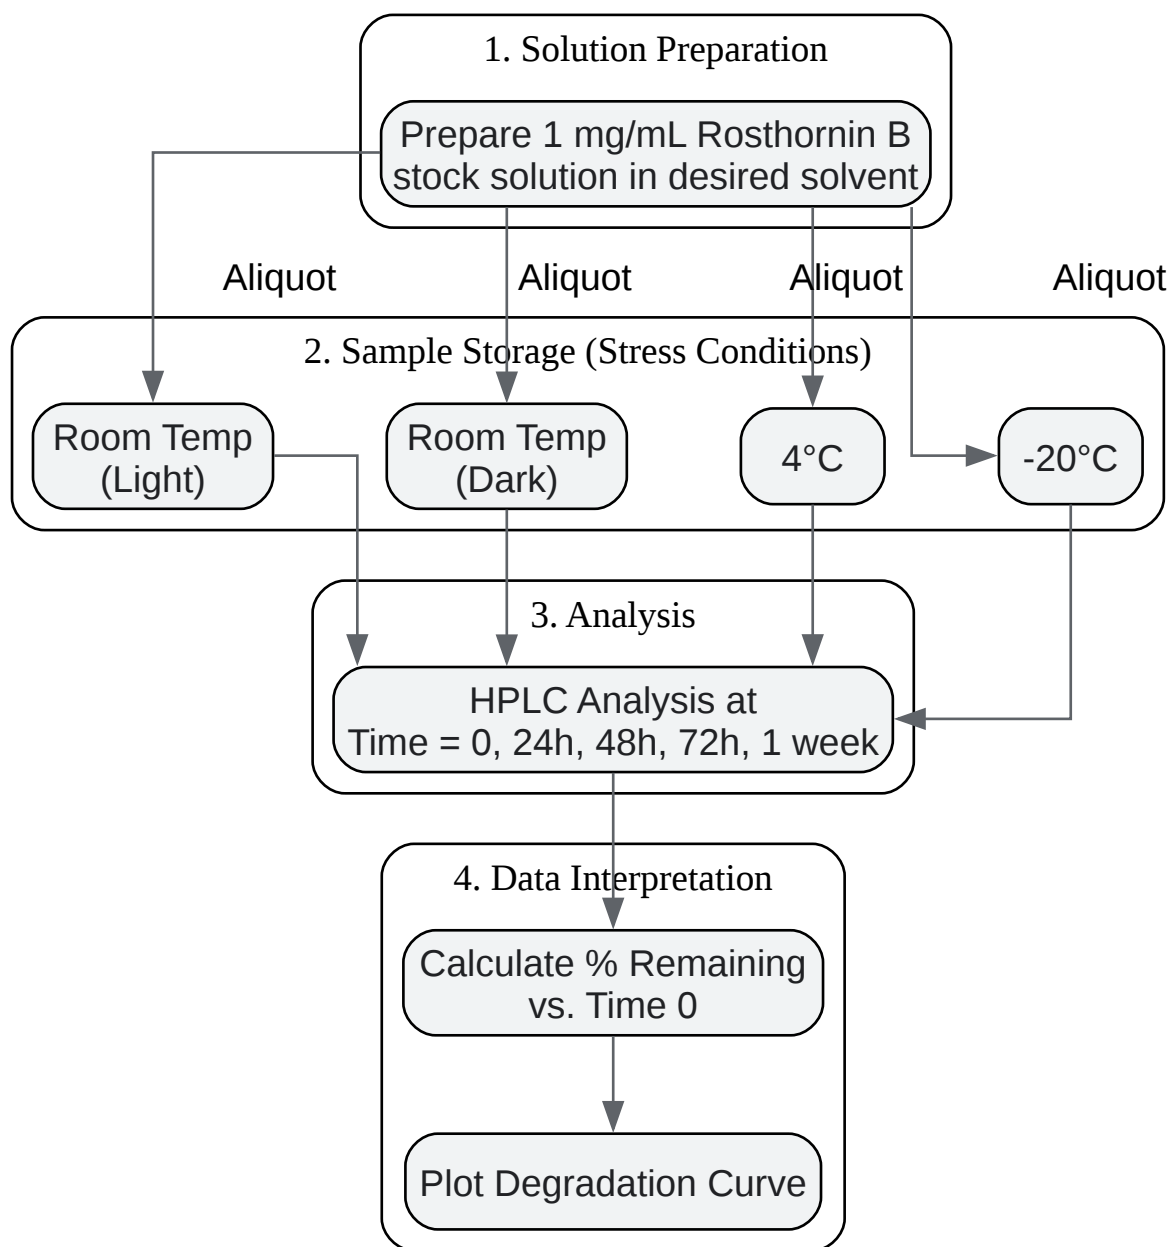 1. Solution Preparation
Prepare 1 mg/mL Rosthornin B
stock solution in desired solvent
Aliquot
Aliquot
Aliquot
Aliquot
2. Sample Storage (Stress Conditions)
Room Temp
(Light)
Room Temp
(Dark)
4°C
-20°C
3. Analysis
HPLC Analysis at
Time = 0, 24h, 48h, 72h, 1 week
4. Data Interpretation
Calculate % Remaining
vs. Time 0
Plot Degradation Curve